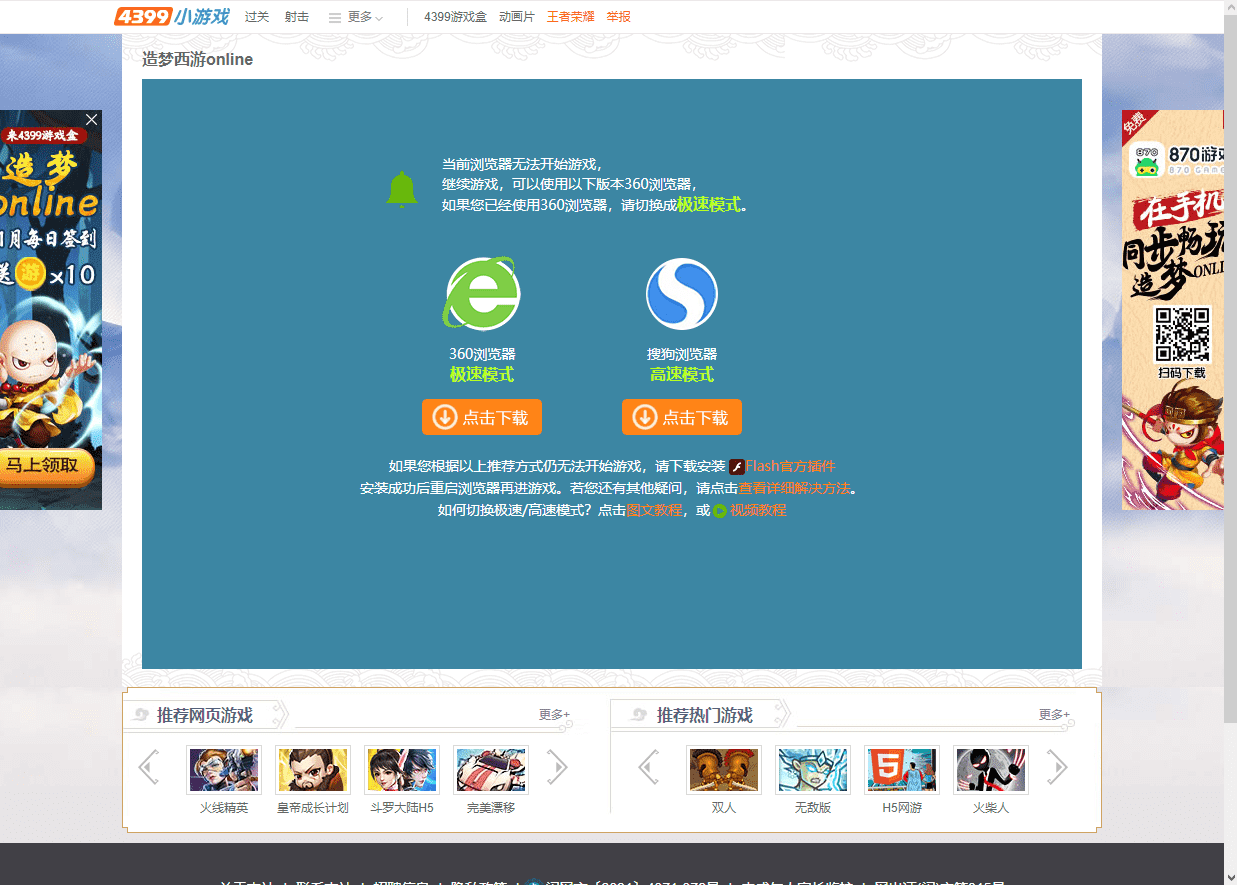 4399小游戏 过关 射击 更多 4399游戏盒 动画片 王者荣耀 举报
造梦西游online
来4399游戏盒
造梦
online
1月每日签到
送游x10
马上领取
当前浏览器无法开始游戏，
继续游戏，可以使用以下版本360浏览器，
如果您已经使用360浏览器，请切换成极速模式。
360浏览器
极速模式
点击下载
搜狗浏览器
高速模式
点击下载
如果您根据以上推荐方式仍无法开始游戏，请下载安装 Flash官方插件
安装成功后重启浏览器再进游戏。若您还有其他疑问，请点击查看详细解决方法。
如何切换极速/高速模式？点击图文教程，或 视频教程
免费
870
870游戏
870 GAME
在手机
同步畅玩
造梦ONLI
扫码下载
推荐网页游戏 更多+
火线精英 皇帝成长计划 斗罗大陆H5 完美漂移
推荐热门游戏 更多+
5
双人 无敌版 H5网游 火柴人